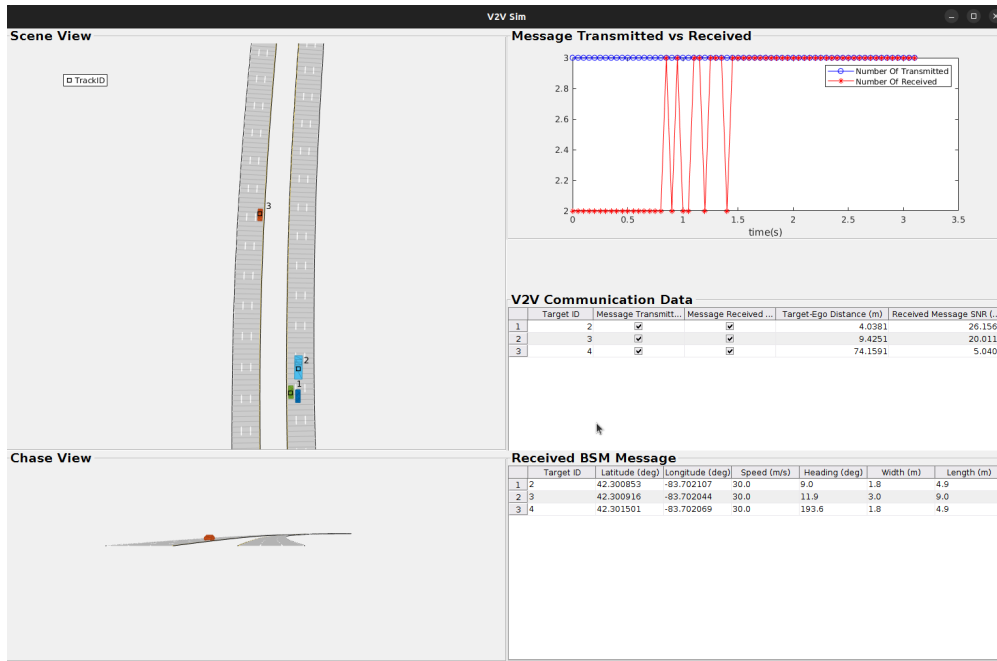 V2V Sim
Scene View
TrackID
3
2
1
Message Transmitted vs Received
3
2.8
2.6
2.4
2.2
2
0 0.5 1 1.5 2 2.5 3 3.5
time(s)
Number Of Transmitted
Number Of Received
V2V Communication Data
Target ID Message Transmitt... Message Received ... Target-Ego Distance (m) Received Message SNR (...
1 2 4.0381 26.156
2 3 9.4251 20.011
3 4 74.1591 5.040
Chase View
Received BSM Message
Target ID Latitude (deg) Longitude (deg) Speed (m/s) Heading (deg) Width (m) Length (m)
1 2 42.300853 -83.702107 30.0 9.0 1.8 4.9
2 3 42.300916 -83.702044 30.0 11.9 3.0 9.0
3 4 42.301501 -83.702069 30.0 193.6 1.8 4.9